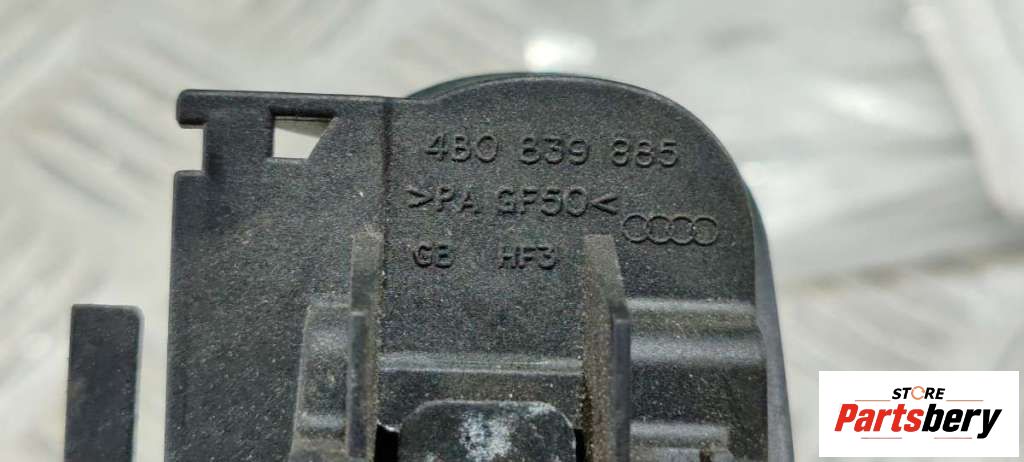 4B0 839 885
>PA GF50<
GB HF3
STORE
Partsbery